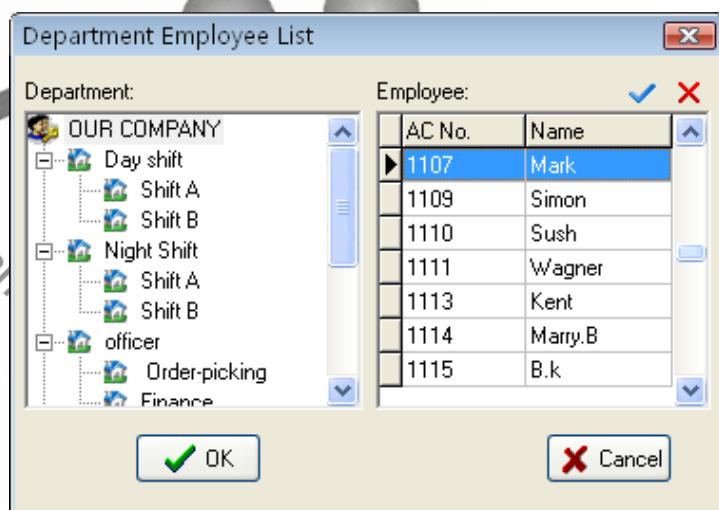 Department Employee List
Department:
OUR COMPANY
Day shift
Shift A
Shift B
Night Shift
Shift A
Shift B
officer
Order-picking
Finance
Employee:
AC No. Name
1107 Mark
1109 Simon
1110 Sush
1111 Wagner
1113 Kent
1114 Marry.B
1115 B.k
OK
Cancel